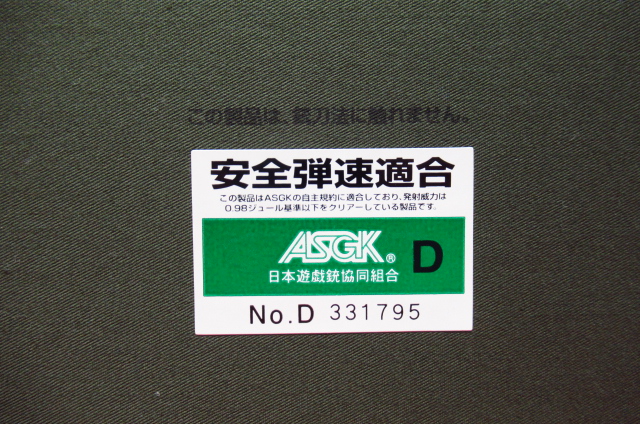 この製品は、銃刀法に触れません。
安全弾速適合
この製品はASGKの自主規約に適合しており、発射威力は
0.98ジュール基準以下をクリアーしている製品です。
ASGK® D
日本遊戯銃協同組合
No.D 331795